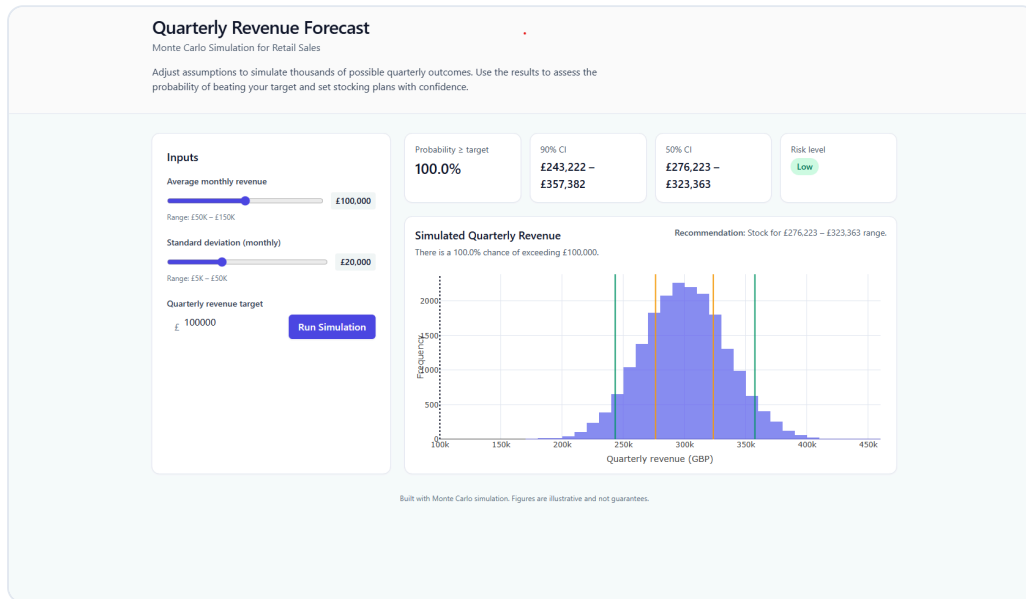 Quarterly Revenue Forecast
Monte Carlo Simulation for Retail Sales
Adjust assumptions to simulate thousands of possible quarterly outcomes. Use the results to assess the
probability of beating your target and set stocking plans with confidence.
Inputs
Average monthly revenue
£100,000
Range: £50K – £150K
Standard deviation (monthly)
£20,000
Range: £5K – £50K
Quarterly revenue target
£ 100000
Run Simulation
Probability ≥ target
100.0%
90% CI
£243,222 –
£357,382
50% CI
£276,223 –
£323,363
Risk level
Low
Simulated Quarterly Revenue
Recommendation: Stock for £276,223 – £323,363 range.
There is a 100.0% chance of exceeding £100,000.
Frequency
2000
1500
1000
500
0
100k 150k 200k 250k 300k 350k 400k 450k
Quarterly revenue (GBP)
Built with Monte Carlo simulation. Figures are illustrative and not guarantees.